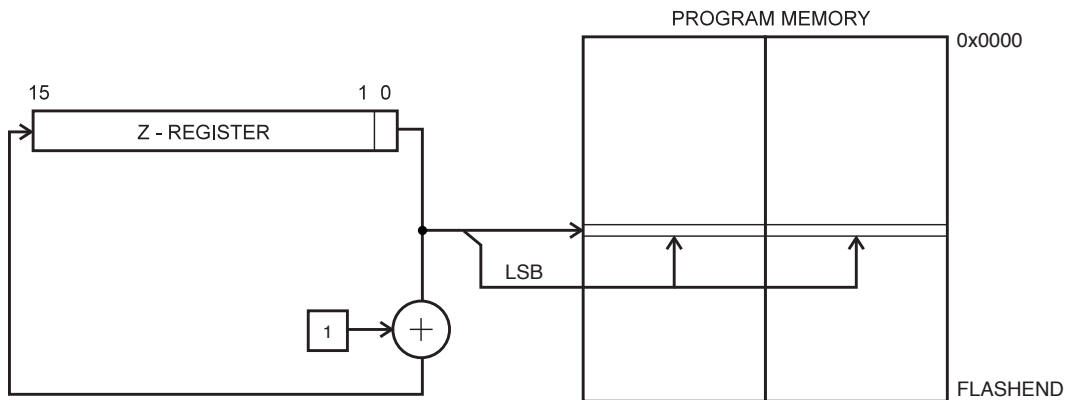 PROGRAM MEMORY
0x0000
15
1 0
Z - REGISTER
LSB
1
+
FLASHEND